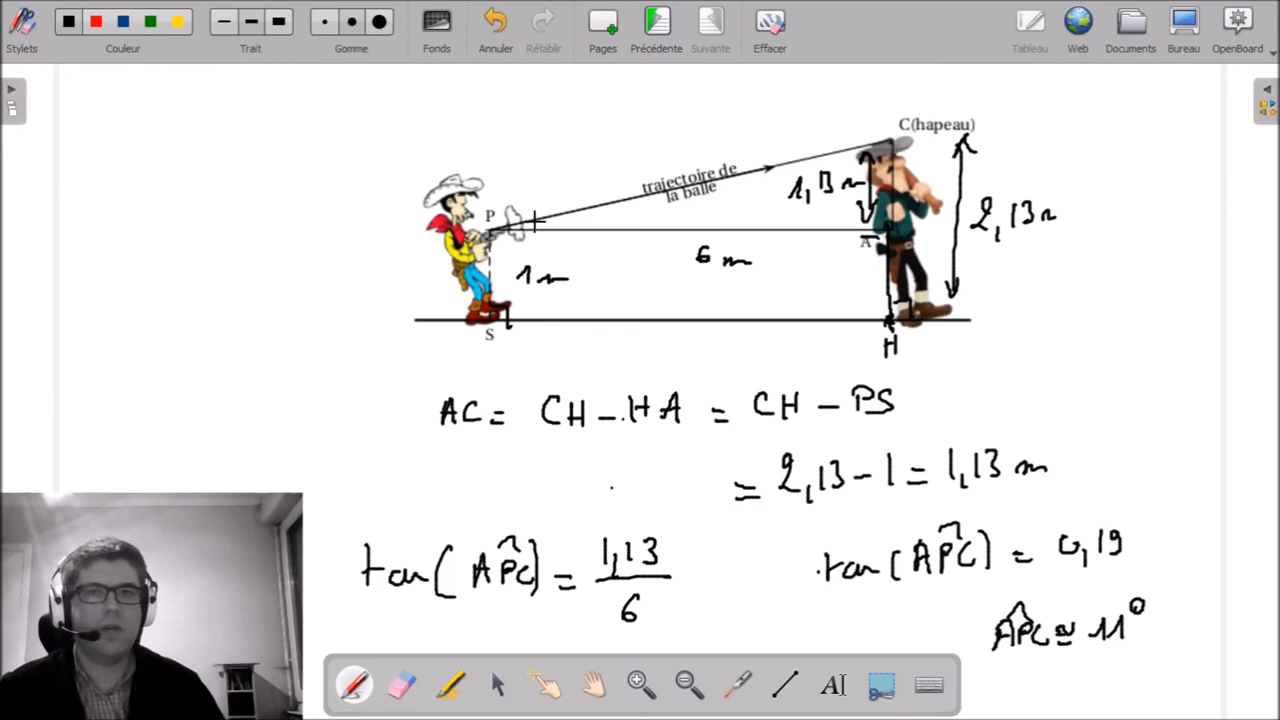 Stylets Couleur Trait Gomme Fonds Annuler Rétablir Pages Précédente Suivante Effacer Tableau Web Documents Bureau OpenBoard
C(hapeau)
trajectoire de
la balle
1,13 m
P
2,13 m
A
6 m
1 m
S
H
AC = CH - HA = CH - PS
= 2,13 - 1 = 1,13 m
tan(APC) = 1,13
6
tan(APC) = 0,19
APC ≃ 11°
AI